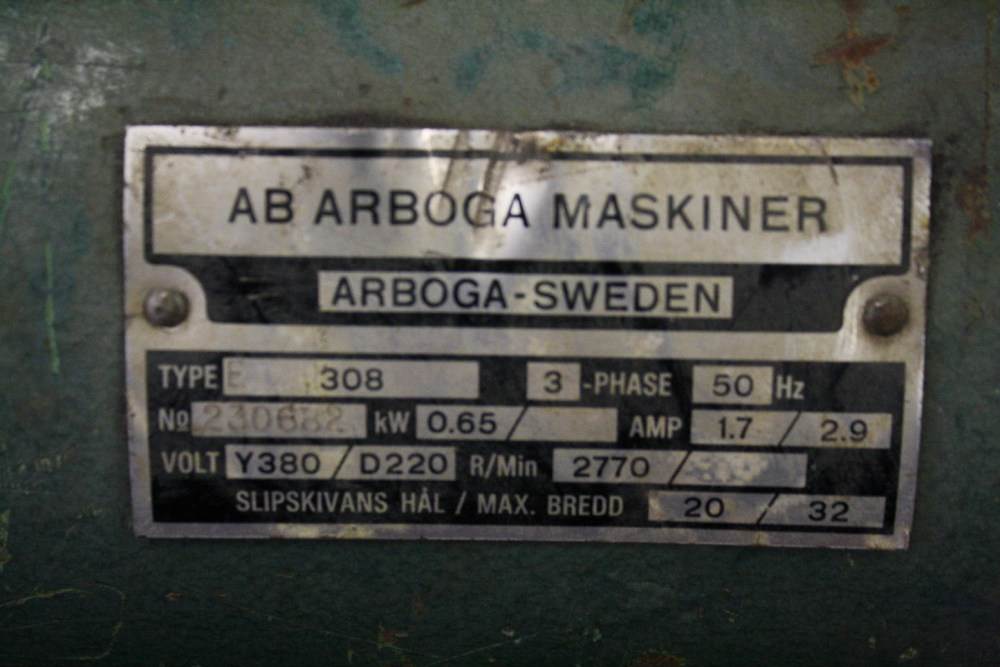 AB ARBOGA MASKINER
ARBOGA-SWEDEN
TYPE E 308 3 -PHASE 50 Hz
No 230682 kW 0.65 / AMP 1.7 / 2.9
VOLT Y380 / D220 R/Min 2770 /
SLIPSKIVANS HÅL / MAX. BREDD 20 / 32